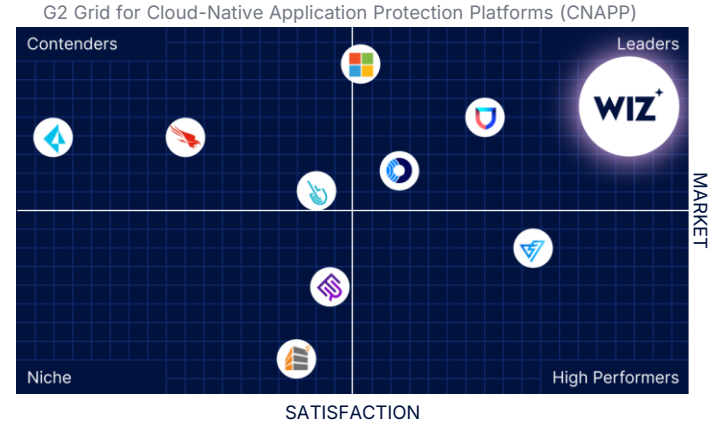 G2 Grid for Cloud-Native Application Protection Platforms (CNAPP)
Contenders
Leaders
WIZ
MARKET
Niche
High Performers
SATISFACTION